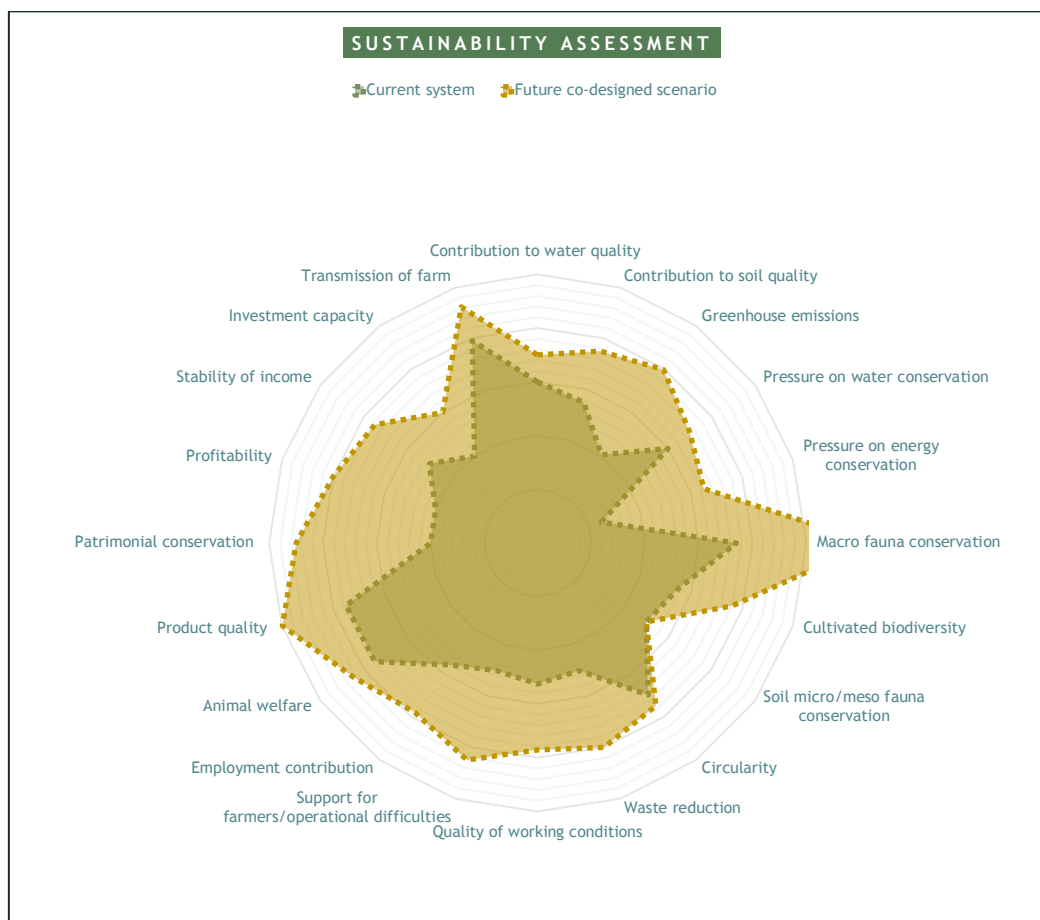 SUSTAINABILITY ASSESSMENT
Current system
Future co-designed scenario
Contribution to water quality
Contribution to soil quality
Greenhouse emissions
Pressure on water conservation
Pressure on energy
conservation
Macro fauna conservation
Cultivated biodiversity
Soil micro/meso fauna
conservation
Circularity
Waste reduction
Quality of working conditions
Support for
farmers/operational difficulties
Employment contribution
Animal welfare
Product quality
Patrimonial conservation
Profitability
Stability of income
Investment capacity
Transmission of farm